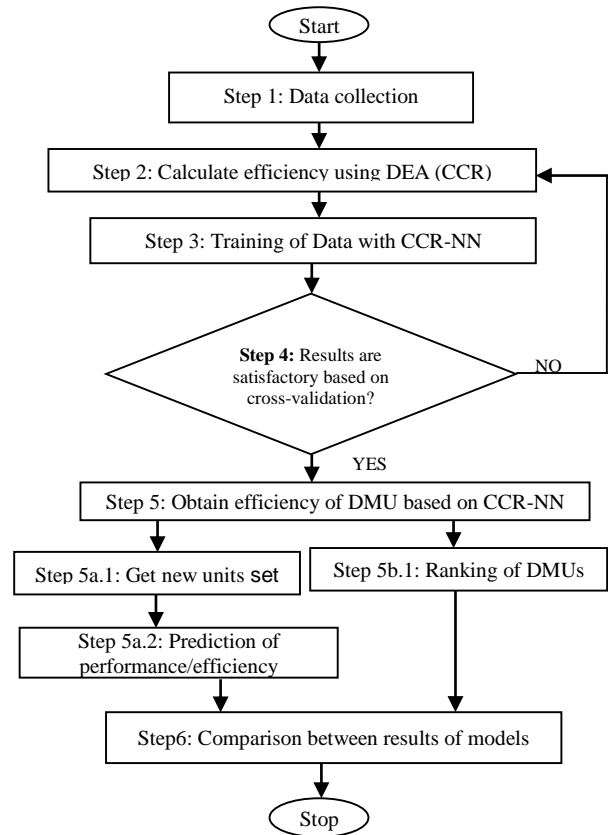 Start
Step 1: Data collection
Step 2: Calculate efficiency using DEA (CCR)
Step 3: Training of Data with CCR-NN
Step 4: Results are
satisfactory based on
cross-validation?
NO
YES
Step 5: Obtain efficiency of DMU based on CCR-NN
Step 5a.1: Get new units set
Step 5b.1: Ranking of DMUs
Step 5a.2: Prediction of
performance/efficiency
Step6: Comparison between results of models
Stop